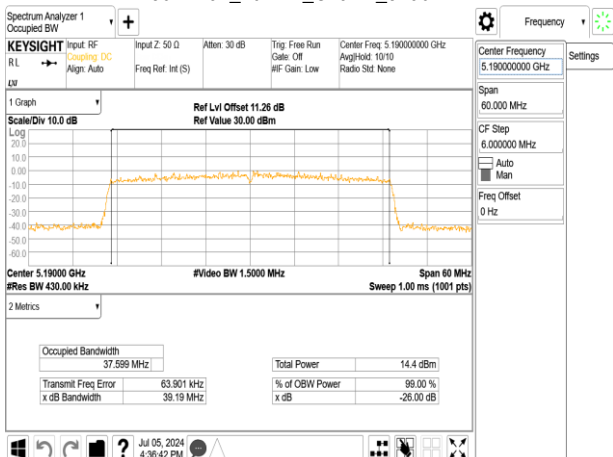 Spectrum Analyzer 1
Occupied BW
Frequency
KEYSIGHT
RL
Input: RF
Coupling: DC
Align: Auto
Input Z: 50 Ω
Freq Ref: Int (S)
Atten: 30 dB
Trig: Free Run
Gate: Off
#IF Gain: Low
Center Freq: 5.190000000 GHz
Avg|Hold: 10/10
Radio Std: None
LXI
Center Frequency
5.190000000 GHz
Settings
Span
60.000 MHz
CF Step
6.000000 MHz
Auto
Man
Freq Offset
0 Hz
1 Graph
Ref Lvl Offset 11.26 dB
Scale/Div 10.0 dB
Ref Value 30.00 dBm
Log
20.0
10.0
0.00
-10.0
-20.0
-30.0
-40.0
-50.0
-60.0
Center 5.19000 GHz
#Video BW 1.5000 MHz
Span 60 MHz
#Res BW 430.00 kHz
Sweep 1.00 ms (1001 pts)
2 Metrics
Occupied Bandwidth
37.599 MHz
Total Power 14.4 dBm
Transmit Freq Error 63.901 kHz
% of OBW Power 99.00 %
x dB Bandwidth 39.19 MHz
x dB -26.00 dB
?
Jul 05, 2024
4:36:42 PM